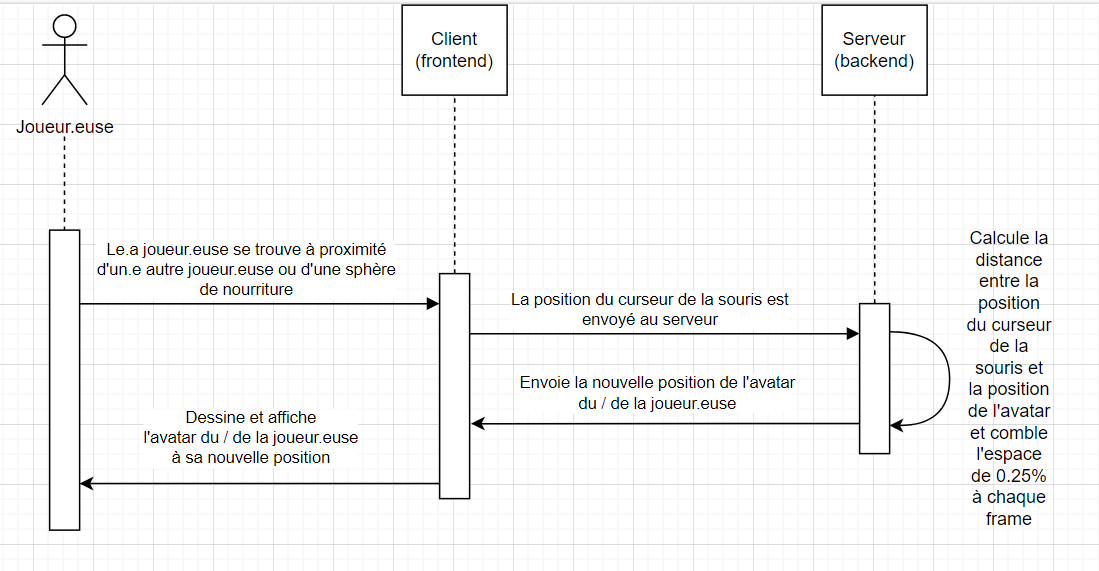 Joueur.euse
Client
(frontend)
Serveur
(backend)
Le.a joueur.euse se trouve à proximité
d'un.e autre joueur.euse ou d'une sphère
de nourriture
La position du curseur de la souris est
envoyé au serveur
Calcule la
distance
entre la
position
du curseur
de la
souris et
la position
de l'avatar
et comble
l'espace
de 0.25%
à chaque
frame
Envoie la nouvelle position de l'avatar
du / de la joueur.euse
Dessine et affiche
l'avatar du / de la joueur.euse
à sa nouvelle position